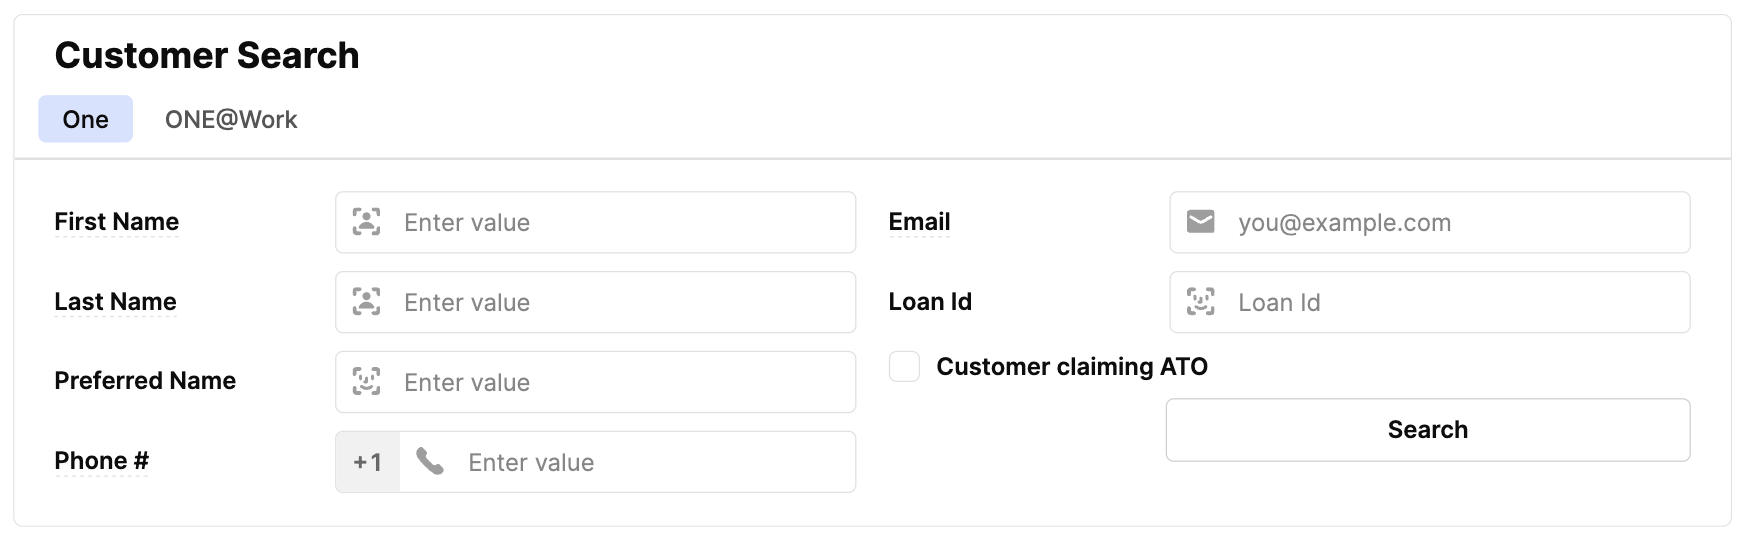 Customer Search
One
ONE@Work
First Name
Enter value
Email
you@example.com
Last Name
Enter value
Loan Id
Loan Id
Preferred Name
Enter value
Customer claiming ATO
Phone #
+1
Enter value
Search